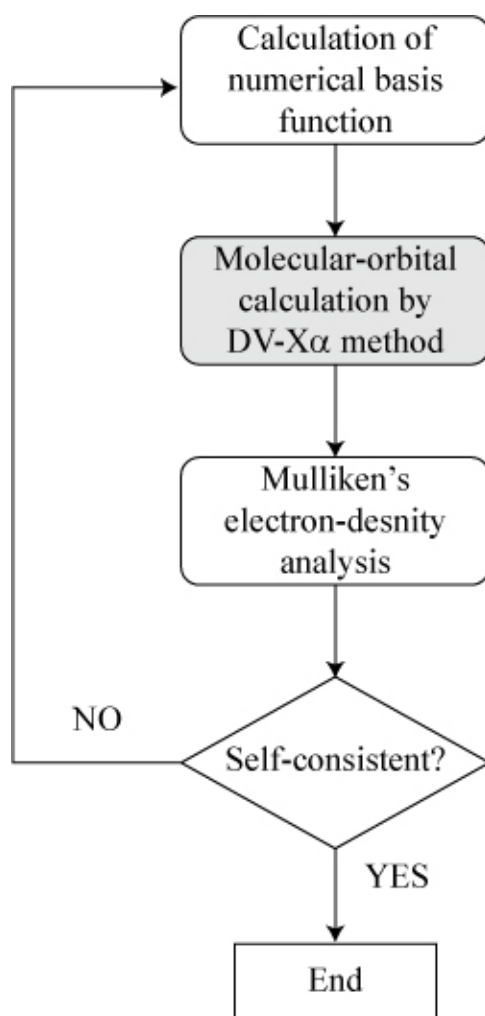 Calculation of
numerical basis
function
Molecular-orbital
calculation by
DV-Xα method
Mulliken's
electron-desnity
analysis
NO
Self-consistent?
YES
End